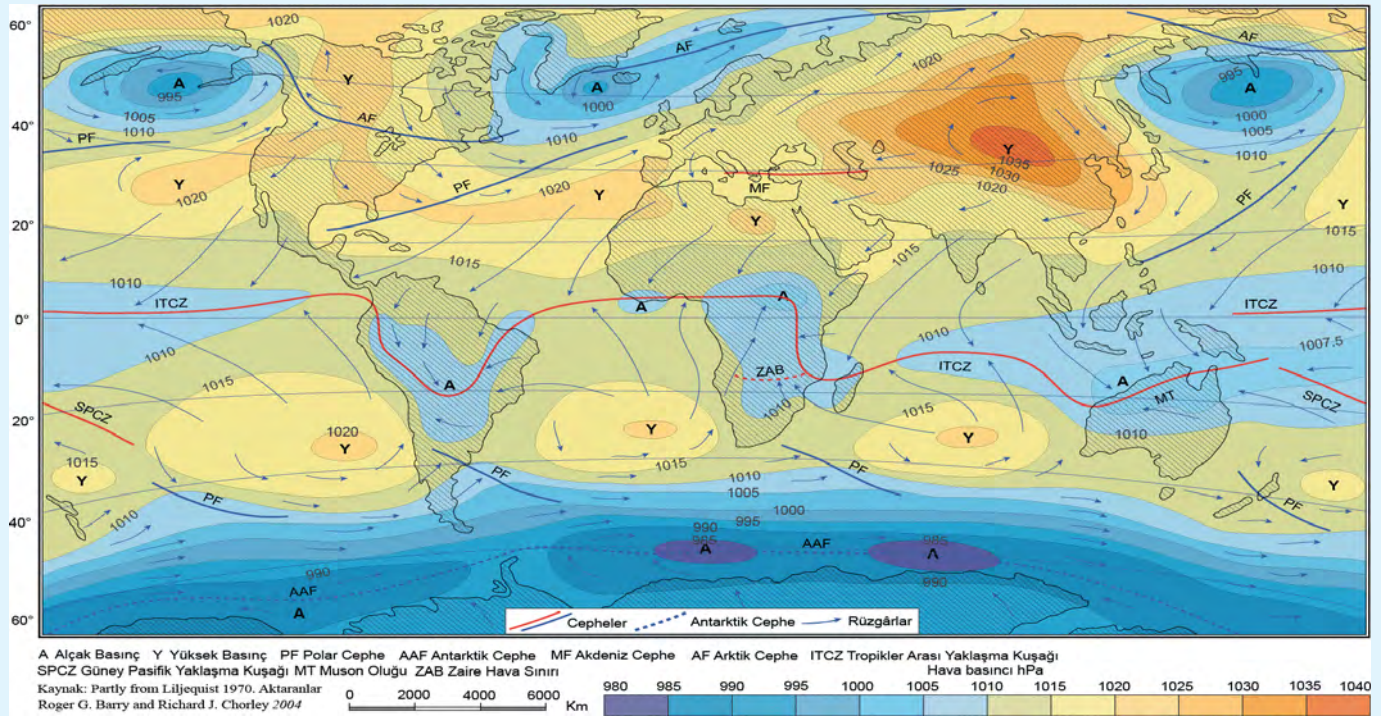 60°
40°
20°
0°
20°
40°
60°
1020
A
995
1005
1010
PF
Y
AF
AF
A
1000
1010
1020
Y
1035
1030
1025
1020
AF
995
A
1000
1005
1010
PF
Y
1020
PF
1020
Y
MF
Y
Y
1015
1015
1015
1010
ITCZ
A
A
1010
ITCZ
1010
1010
ITCZ
1007.5
A
ZAB
1010
A
MT
1010
SPCZ
1015
SPCZ
1020
Y
Y
1015
Y
1015
Y
1015
Y
PF
PF
PF
PF
1010
1010
1005
1000
995
990
985
A
AAF
985
A
990
990
AAF
A
Cepheler
Antarktik Cephe
Rüzgârlar
A Alçak Basınç Y Yüksek Basınç PF Polar Cephe AAF Antarktik Cephe MF Akdeniz Cephe AF Arktik Cephe ITCZ Tropikler Arası Yaklaşma Kuşağı
SPCZ Güney Pasifik Yaklaşma Kuşağı MT Muson Oluğu ZAB Zaire Hava Sınırı
Hava basıncı hPa
Kaynak: Partly from Liljequist 1970. Aktaranlar
Roger G. Barry and Richard J. Chorley 2004
0 2000 4000 6000 Km
980 985 990 995 1000 1005 1010 1015 1020 1025 1030 1035 1040